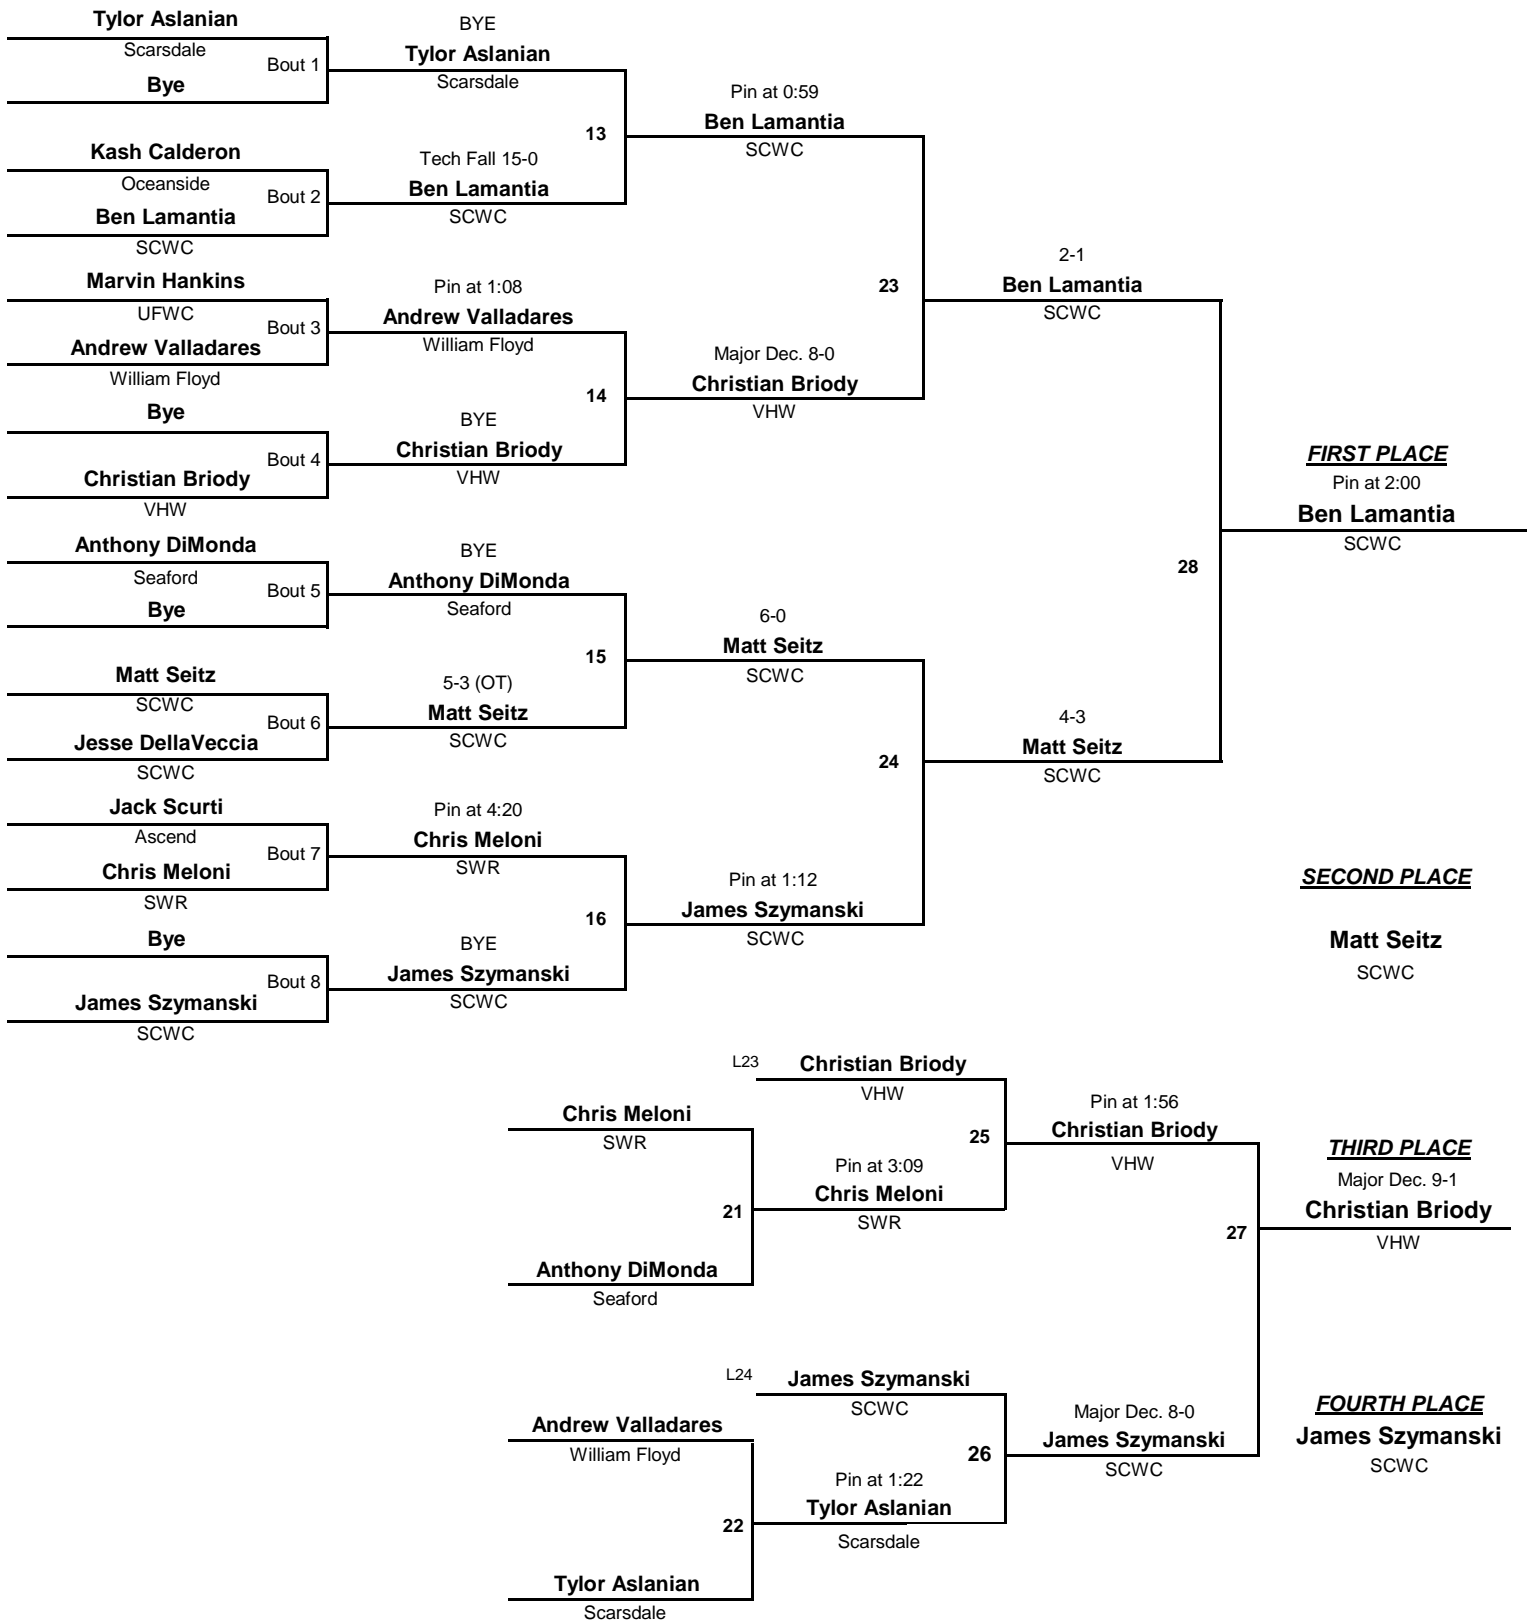 Tylor Aslanian
Scarsdale
Bout 1
Bye
Kash Calderon
Oceanside
Bout 2
Ben Lamantia
SCWC
Marvin Hankins
UFWC
Bout 3
Andrew Valladares
William Floyd
Bye
Bout 4
Christian Briody
VHW
Anthony DiMonda
Seaford
Bout 5
Bye
Matt Seitz
SCWC
Bout 6
Jesse DellaVeccia
SCWC
Jack Scurti
Ascend
Bout 7
Chris Meloni
SWR
Bye
Bout 8
James Szymanski
SCWC
BYE
Tylor Aslanian
Scarsdale
13
Tech Fall 15-0
Ben Lamantia
SCWC
Pin at 1:08
Andrew Valladares
William Floyd
14
BYE
Christian Briody
VHW
BYE
Anthony DiMonda
Seaford
15
5-3 (OT)
Matt Seitz
SCWC
Pin at 4:20
Chris Meloni
SWR
16
BYE
James Szymanski
SCWC
Pin at 0:59
Ben Lamantia
SCWC
23
Major Dec. 8-0
Christian Briody
VHW
6-0
Matt Seitz
SCWC
24
Pin at 1:12
James Szymanski
SCWC
2-1
Ben Lamantia
SCWC
28
4-3
Matt Seitz
SCWC
FIRST PLACE
Pin at 2:00
Ben Lamantia
SCWC
SECOND PLACE
Matt Seitz
SCWC
Chris Meloni
SWR
21
Anthony DiMonda
Seaford
L23
Christian Briody
VHW
25
Pin at 3:09
Chris Meloni
SWR
Pin at 1:56
Christian Briody
VHW
27
THIRD PLACE
Major Dec. 9-1
Christian Briody
VHW
Andrew Valladares
William Floyd
22
Tylor Aslanian
Scarsdale
L24
James Szymanski
SCWC
26
Pin at 1:22
Tylor Aslanian
Scarsdale
Major Dec. 8-0
James Szymanski
SCWC
FOURTH PLACE
James Szymanski
SCWC